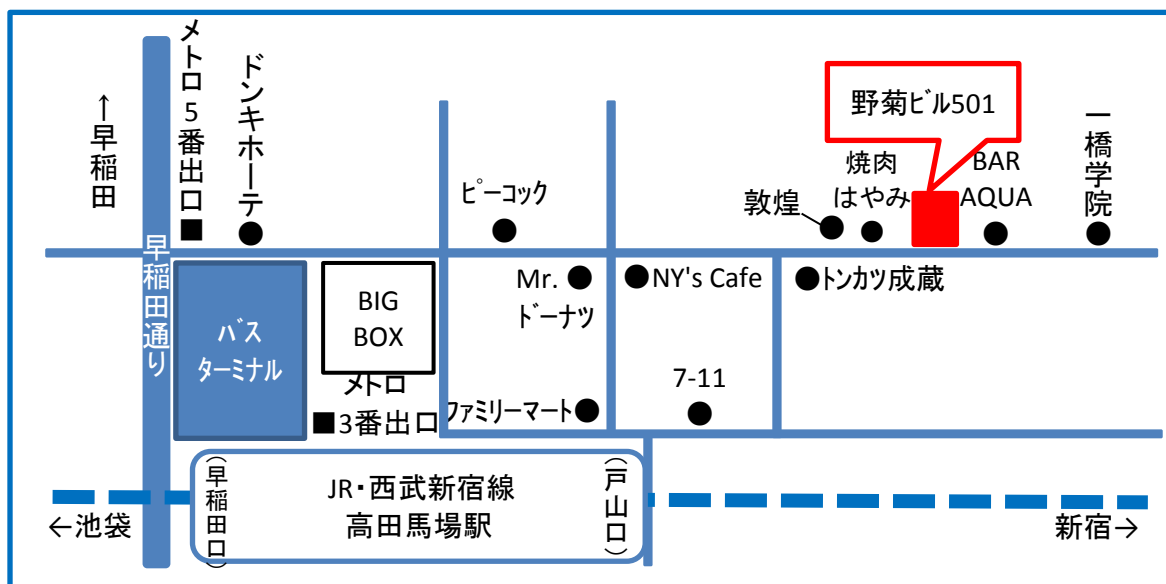 ↑早稲田
メトロ5番出口
■
ドンキホーテ
ピーコック
野菊ビル501
敦煌
焼肉
はやみ
BAR
AQUA
一橋学院
早稲田通り
バス
ターミナル
BIG
BOX
メトロ
■3番出口
Mr.
ドーナツ
NY's Cafe
トンカツ成蔵
ファミリーマート
7-11
(早稲田口)
JR・西武新宿線
高田馬場駅
(戸山口)
←池袋
新宿→